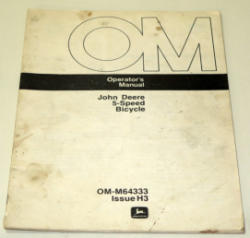 OM
Operator's
Manual
John Deere
5-Speed
Bicycle
OM-M64333
Issue H3